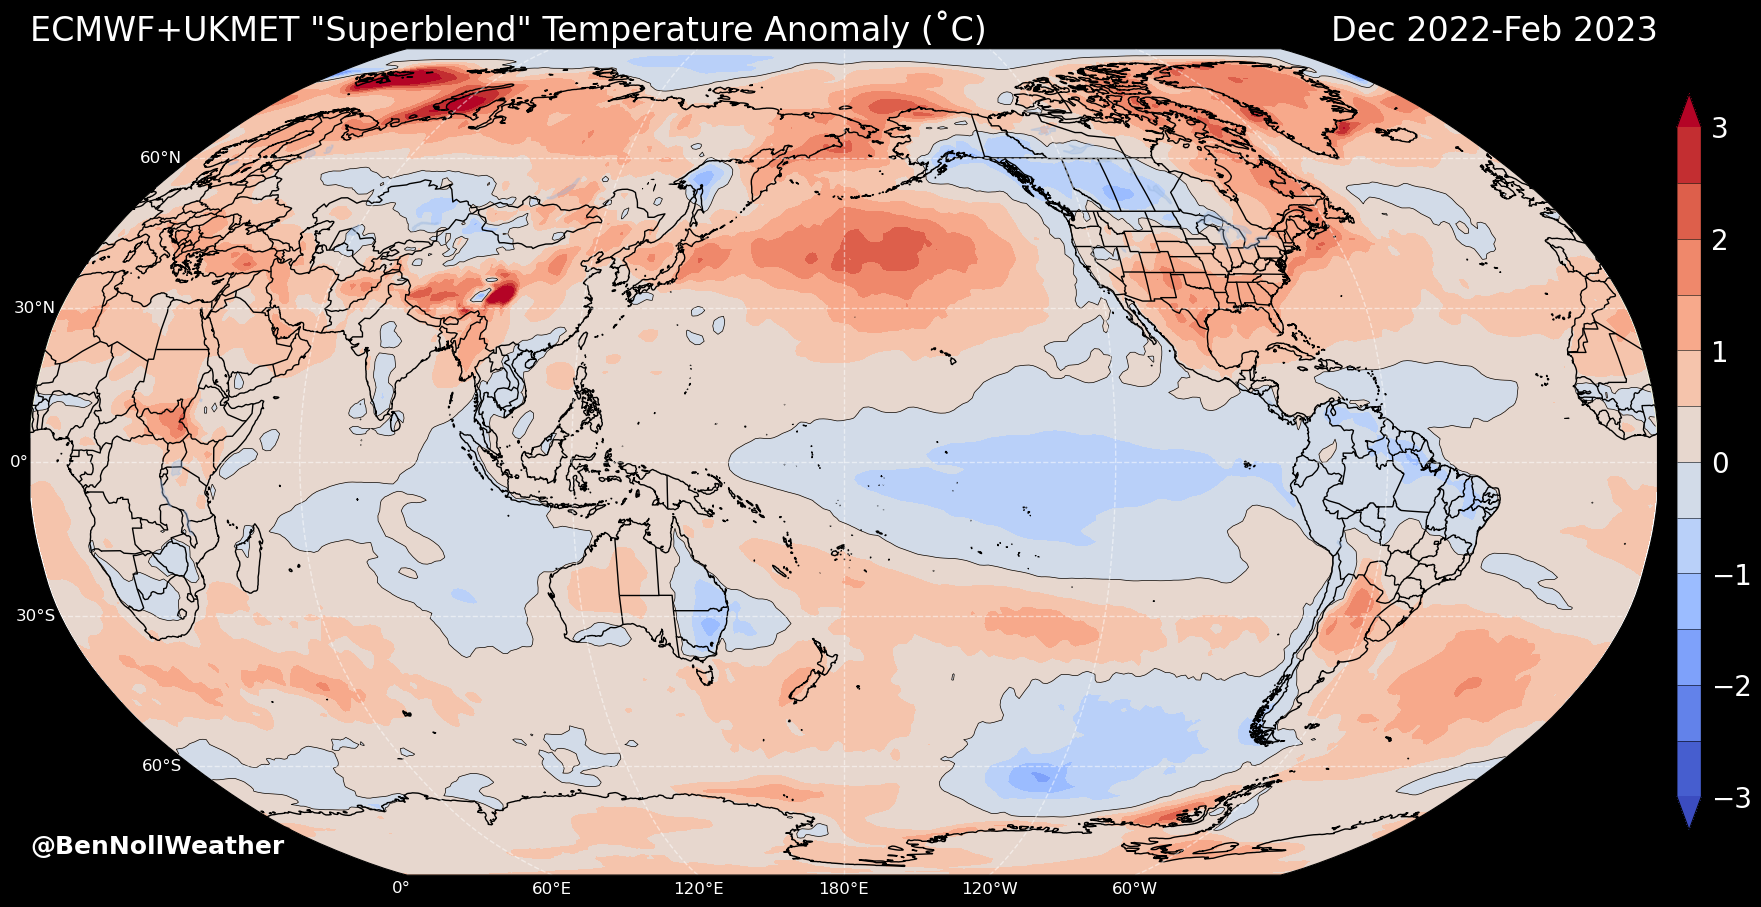 ECMWF+UKMET "Superblend" Temperature Anomaly (˚C)
Dec 2022-Feb 2023
60°N
30°N
0°
30°S
60°S
0°
60°E
120°E
180°E
120°W
60°W
3
2
1
0
−1
−2
−3
@BenNollWeather